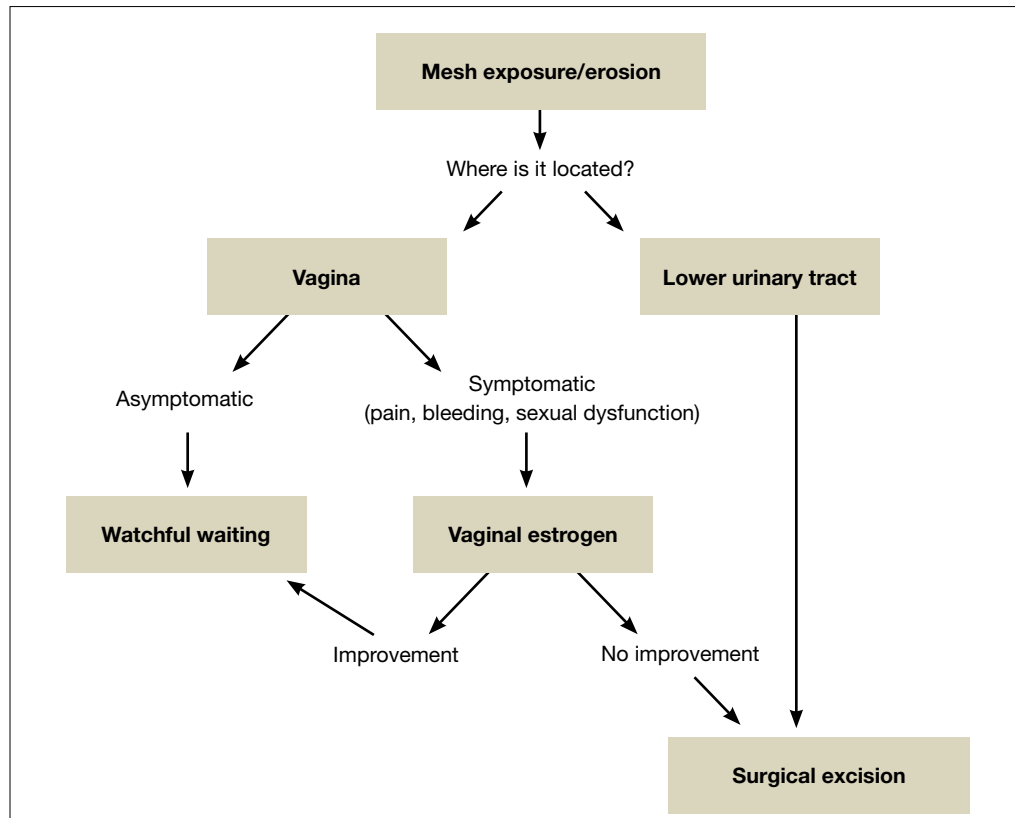 Mesh exposure/erosion
Where is it located?
Vagina
Lower urinary tract
Asymptomatic
Symptomatic
(pain, bleeding, sexual dysfunction)
Watchful waiting
Vaginal estrogen
Improvement
No improvement
Surgical excision